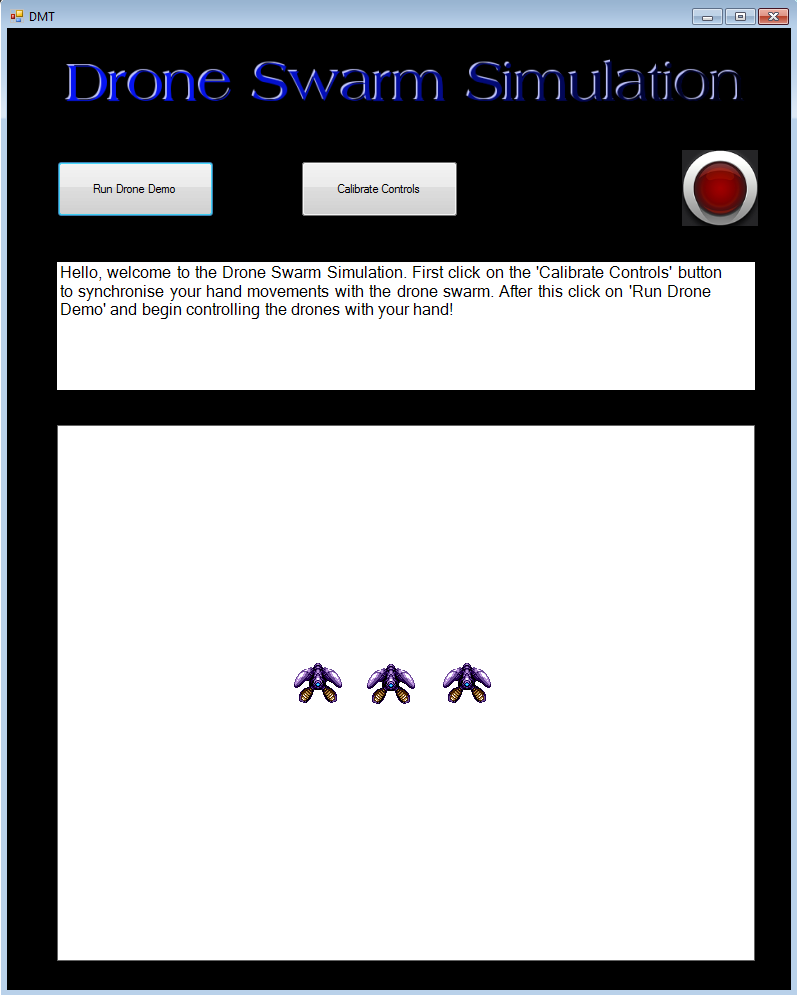 DMT
Drone Swarm Simulation
Run Drone Demo
Calibrate Controls
Hello, welcome to the Drone Swarm Simulation. First click on the 'Calibrate Controls' button
to synchronise your hand movements with the drone swarm. After this click on 'Run Drone
Demo' and begin controlling the drones with your hand!